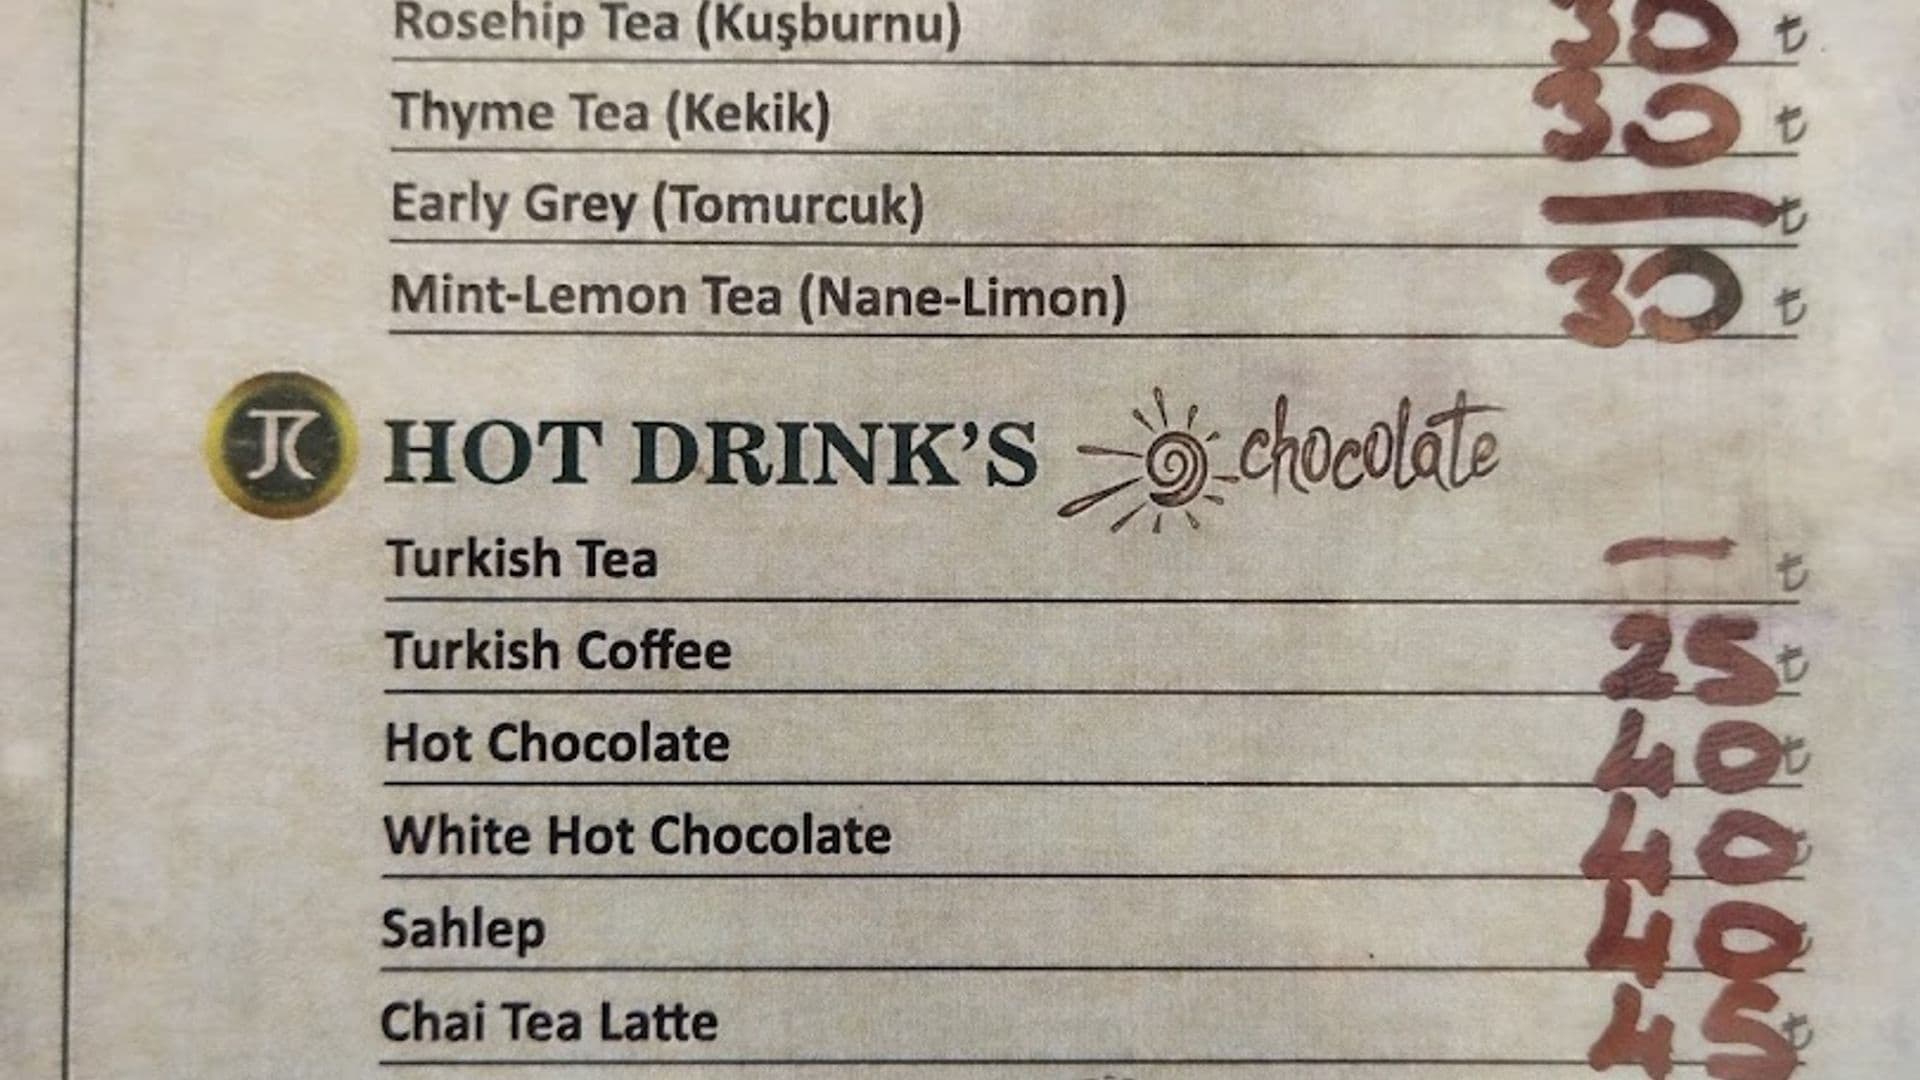 Rosehip Tea (Kuşburnu) 30 ₺
Thyme Tea (Kekik) 30 ₺
Early Grey (Tomurcuk) — ₺
Mint-Lemon Tea (Nane-Limon) 30 ₺
HOT DRINK'S chocolate
Turkish Tea — ₺
Turkish Coffee 25 ₺
Hot Chocolate 40 ₺
White Hot Chocolate 40 ₺
Sahlep 40 ₺
Chai Tea Latte 45 ₺